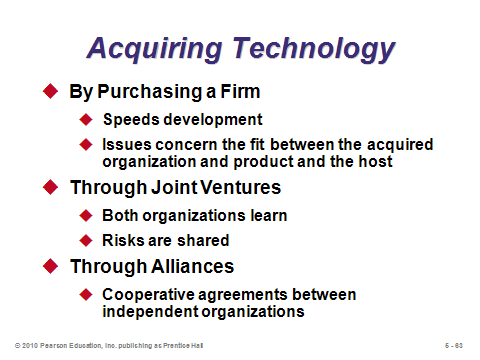 Acquiring Technology
By Purchasing a Firm
Speeds development
Issues concern the fit between the acquired
organization and product and the host
Through Joint Ventures
Both organizations learn
Risks are shared
Through Alliances
Cooperative agreements between
independent organizations
© 2010 Pearson Education, Inc. publishing as Prentice Hall
5 - 63